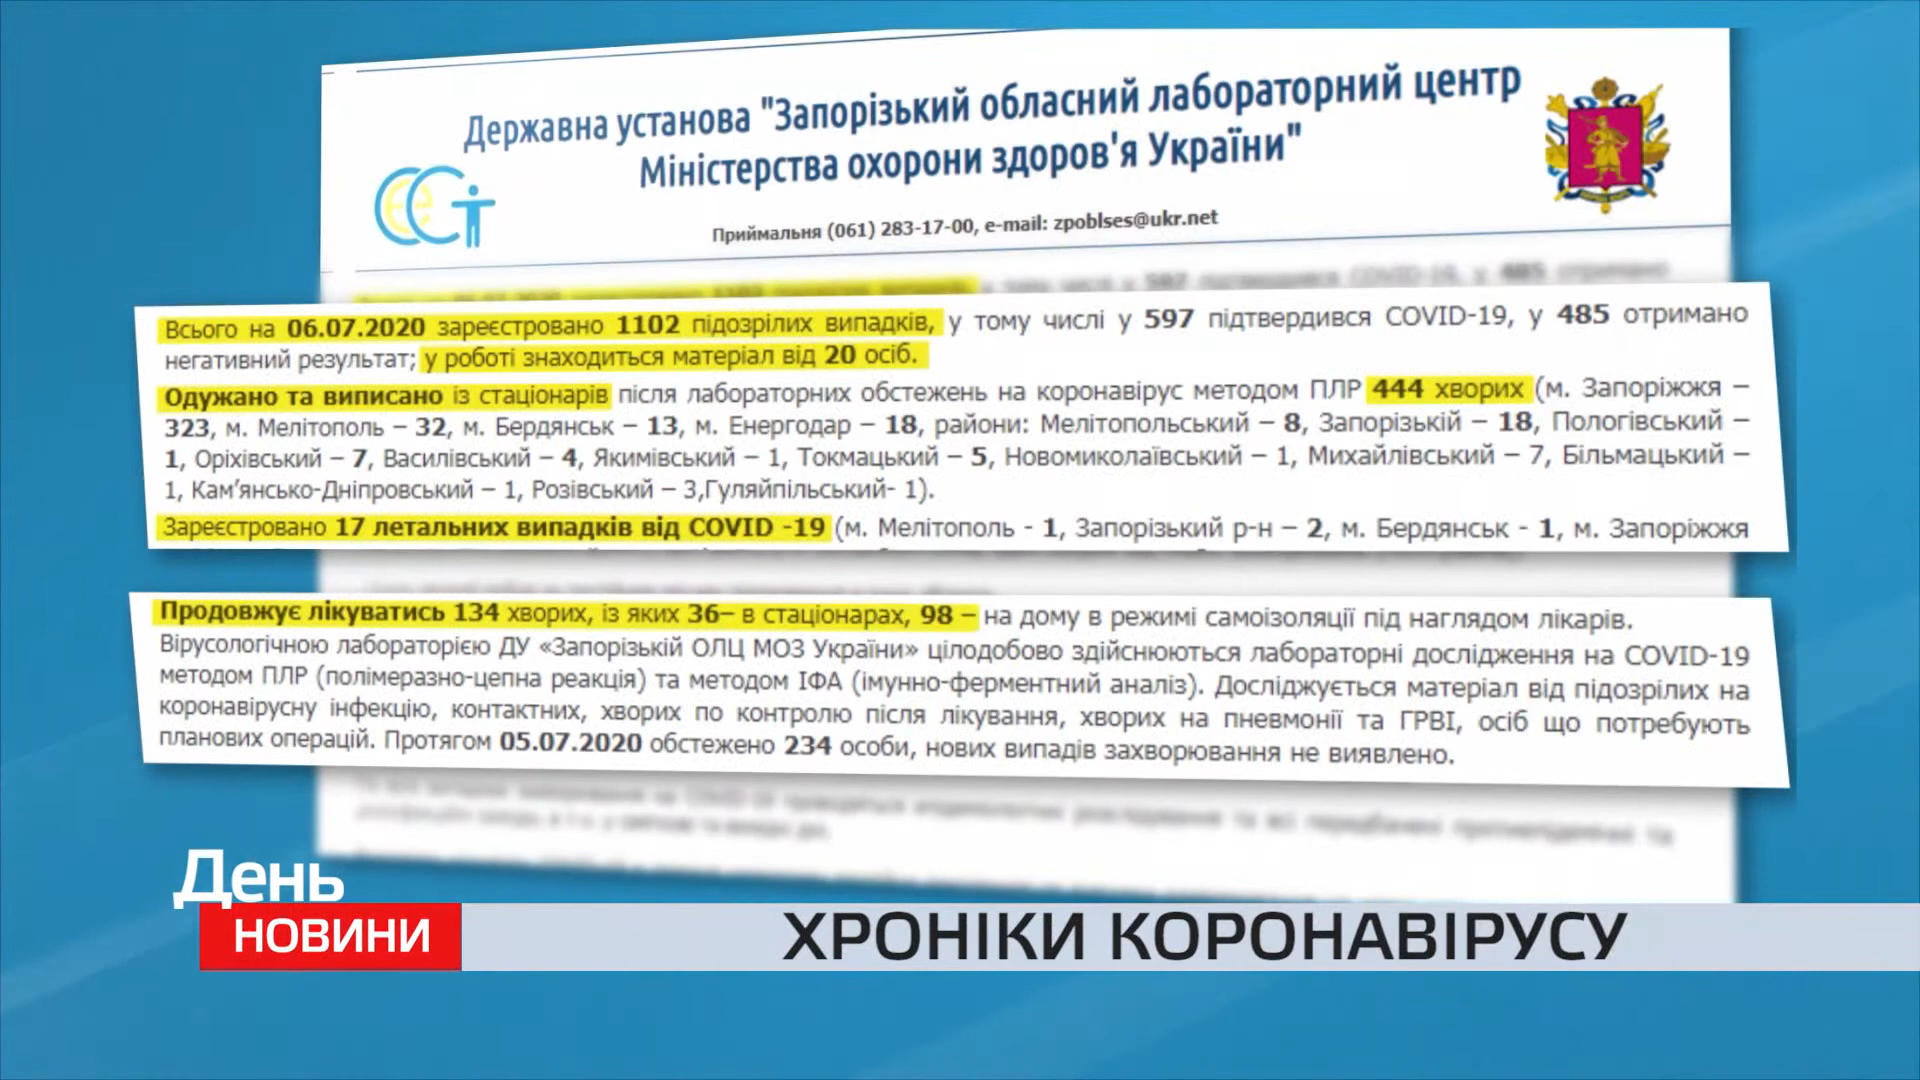 Державна установа "Запорізький обласний лабораторний центр
Міністерства охорони здоров'я України"
Приймальня (061) 283-17-00, e-mail: zpoblses@ukr.net
Всього на 06.07.2020 зареєстровано 1102 підозрілих випадків, у тому числі у 597 підтвердився COVID-19, у 485 отримано
негативний результат; у роботі знаходиться матеріал від 20 осіб.
Одужано та виписано із стаціонарів після лабораторних обстежень на коронавірус методом ПЛР 444 хворих (м. Запоріжжя –
323, м. Мелітополь – 32, м. Бердянськ – 13, м. Енергодар – 18, райони: Мелітопольський – 8, Запорізькій – 18, Пологівський –
1, Оріхівський – 7, Василівський – 4, Якимівський – 1, Токмацький – 5, Новомиколаївський – 1, Михайлівський – 7, Більмацький –
1, Кам’янсько-Дніпровський – 1, Розівський – 3,Гуляйпільський- 1).
Зареєстровано 17 летальних випадків від COVID -19 (м. Мелітополь - 1, Запорізький р-н – 2, м. Бердянськ - 1, м. Запоріжжя
Продовжує лікуватись 134 хворих, із яких 36– в стаціонарах, 98 – на дому в режимі самоізоляції під наглядом лікарів.
Вірусологічною лабораторією ДУ «Запорізькій ОЛЦ МОЗ України» цілодобово здійснюються лабораторні дослідження на COVID-19
методом ПЛР (полімеразно-цепна реакція) та методом ІФА (імунно-ферментний аналіз). Досліджується матеріал від підозрілих на
коронавірусну інфекцію, контактних, хворих по контролю після лікування, хворих на пневмонії та ГРВІ, осіб що потребують
планових операцій. Протягом 05.07.2020 обстежено 234 особи, нових випадів захворювання не виявлено.
День
НОВИНИ
ХРОНІКИ КОРОНАВІРУСУ